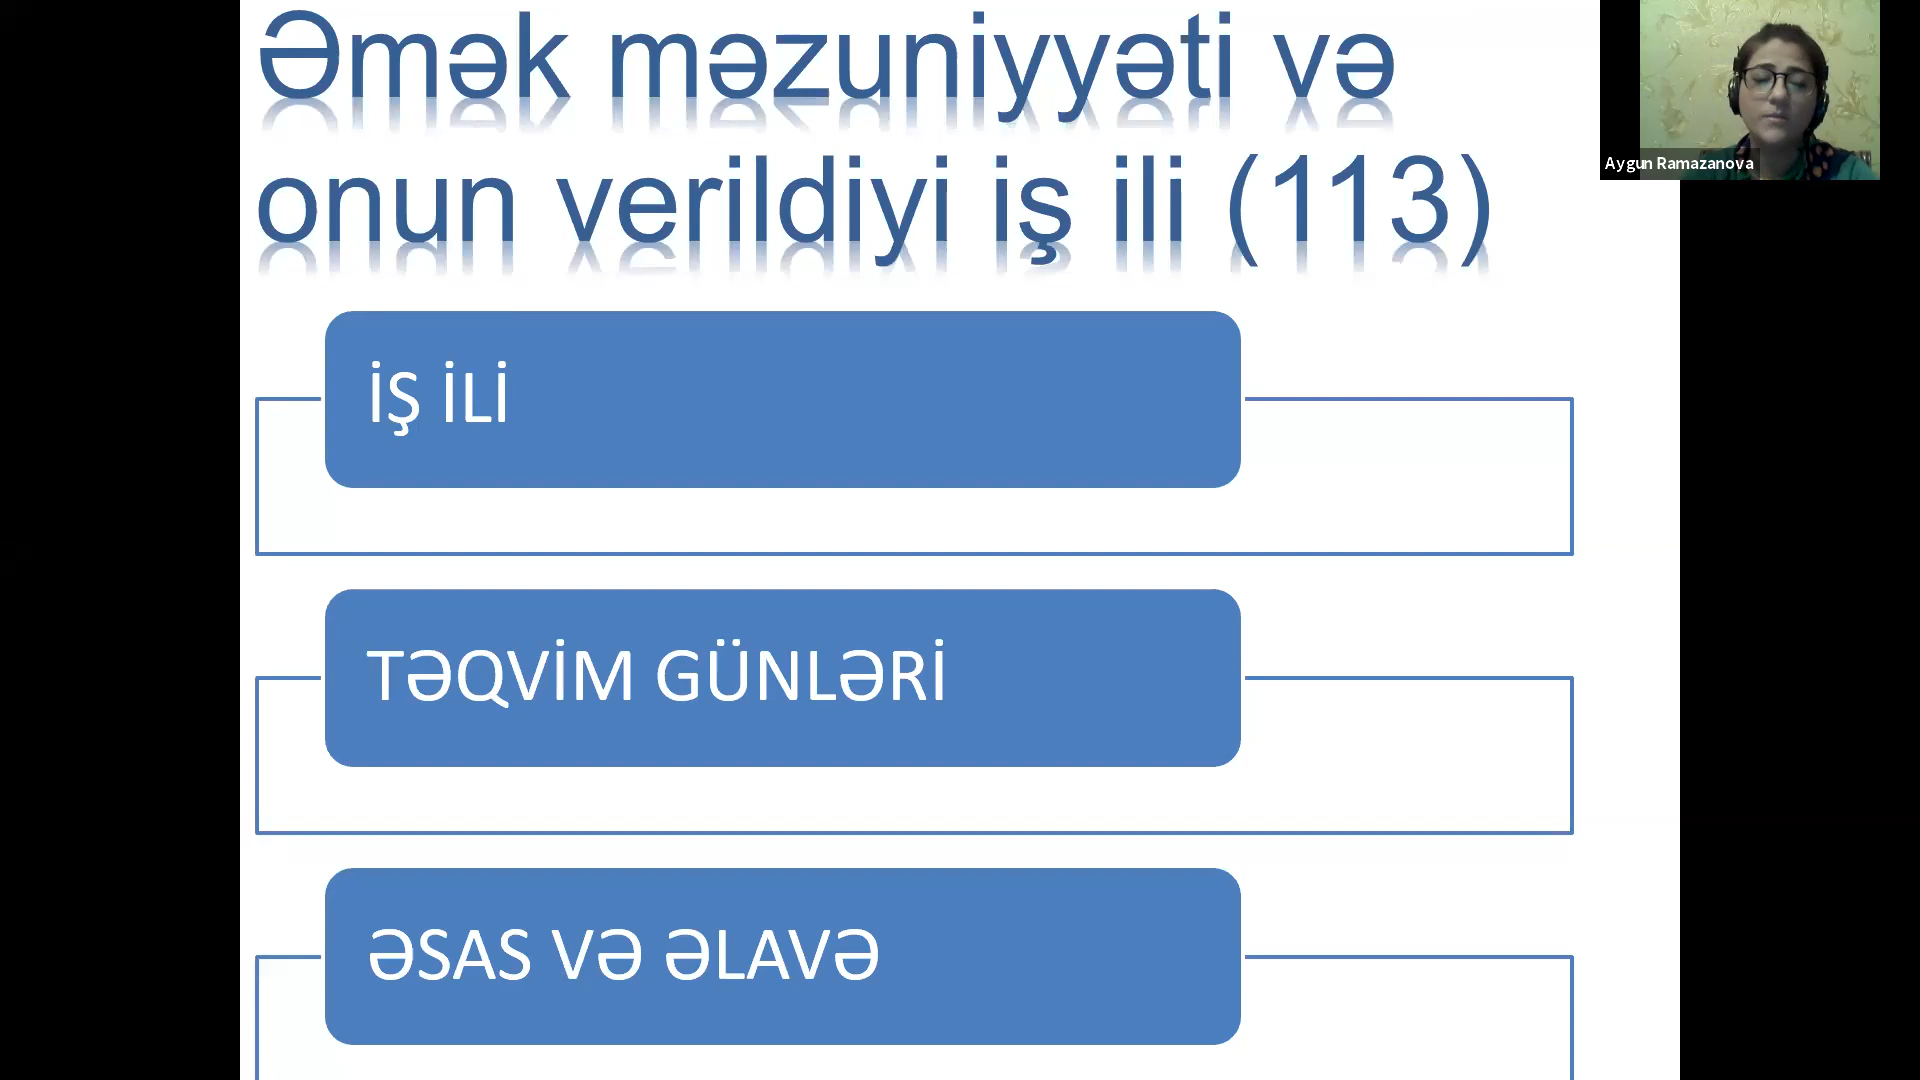 Əmək məzuniyyəti və
onun verildiyi iş ili (113)
Aygun Ramazanova
İŞ İLİ
TƏQVİM GÜNLƏRİ
ƏSAS VƏ ƏLAVƏ